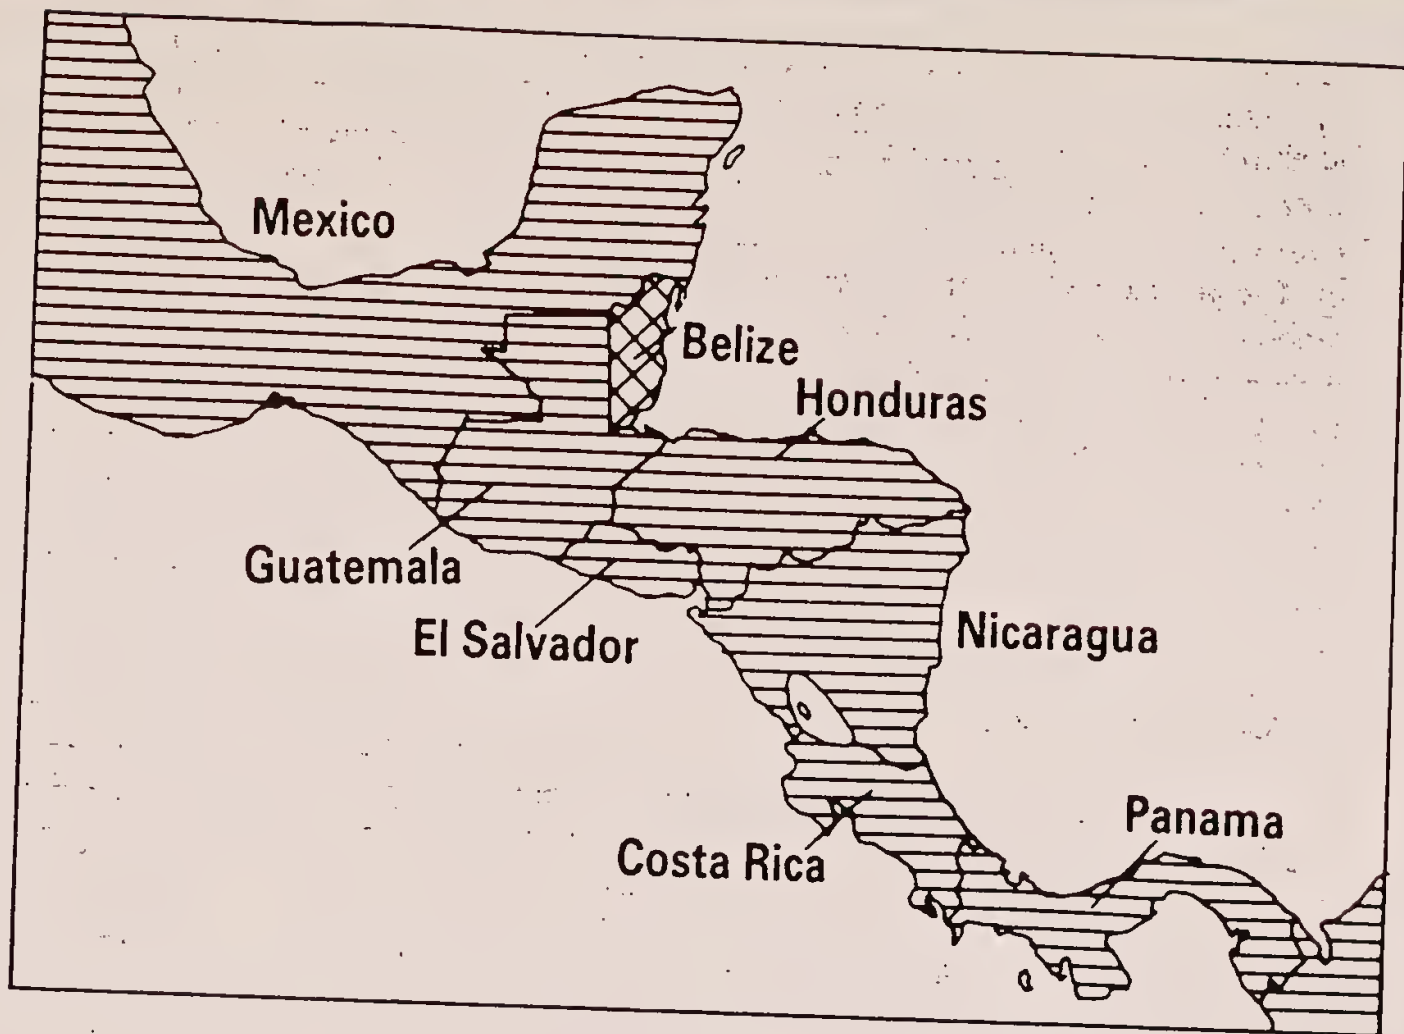 Mexico
Belize
Honduras
Guatemala
El Salvador
Nicaragua
Panama
Costa Rica